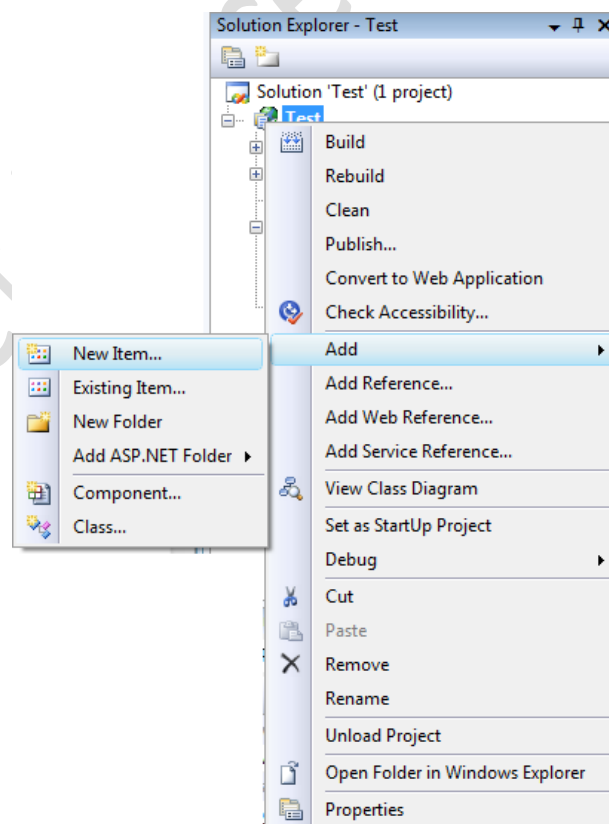 Solution Explorer - Test
Solution 'Test' (1 project)
Test
Build
Rebuild
Clean
Publish...
Convert to Web Application
Check Accessibility...
Add
New Item...
Existing Item...
New Folder
Add ASP.NET Folder
Component...
Class...
Add Reference...
Add Web Reference...
Add Service Reference...
View Class Diagram
Set as StartUp Project
Debug
Cut
Paste
Remove
Rename
Unload Project
Open Folder in Windows Explorer
Properties